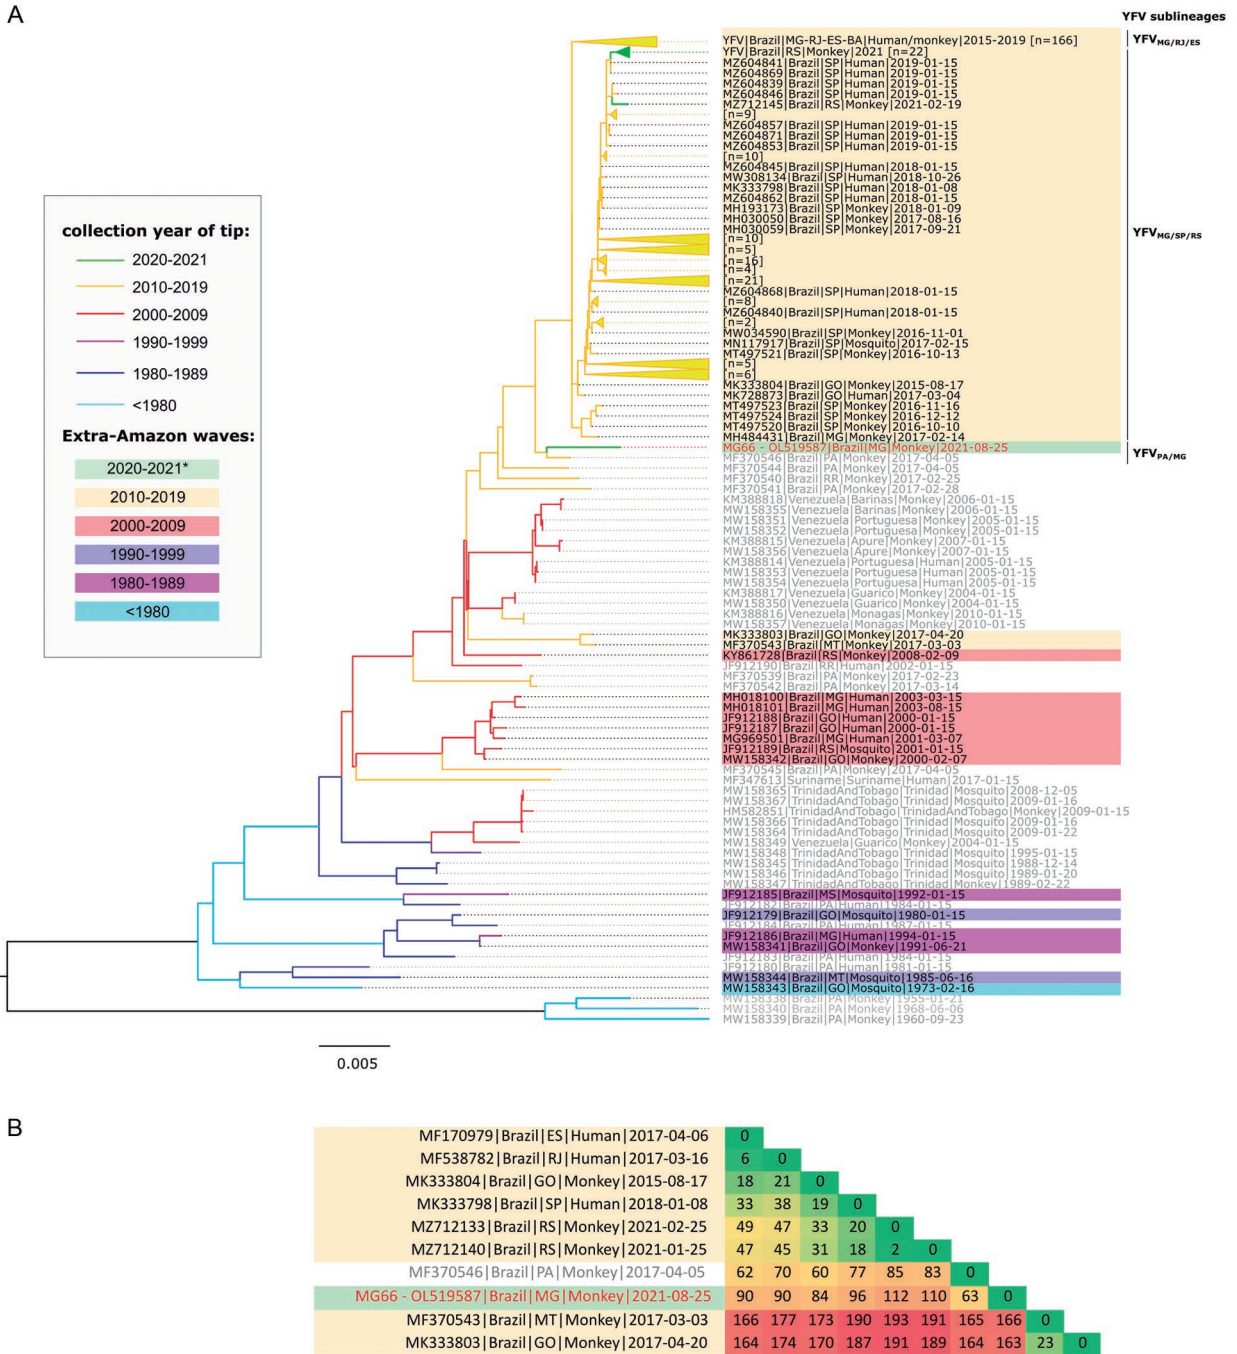 A
YFV sublineages
YFV|Brazil|MG-RJ-ES-BA|Human/monkey|2015-2019 [n=166]
YFVMG/RJ/ES
YFV|Brazil|RS|Monkey|2021 [n=22]
MZ604841|Brazil|SP|Human|2019-01-15
MZ604869|Brazil|SP|Human|2019-01-15
MZ604839|Brazil|SP|Human|2019-01-15
MZ604846|Brazil|SP|Human|2019-01-15
MZ712145|Brazil|RS|Monkey|2021-02-19
[n=9]
MZ604857|Brazil|SP|Human|2019-01-15
MZ604871|Brazil|SP|Human|2019-01-15
MZ604853|Brazil|SP|Human|2019-01-15
[n=10]
MZ604845|Brazil|SP|Human|2018-01-15
MW308134|Brazil|SP|Human|2018-10-26
MK333798|Brazil|SP|Human|2018-01-08
MZ604862|Brazil|SP|Human|2018-01-15
MH193173|Brazil|SP|Monkey|2018-01-09
MH030050|Brazil|SP|Monkey|2017-08-16
MH030059|Brazil|SP|Monkey|2017-09-21
YFVMG/SP/RS
[n=10]
[n=5]
[n=16]
[n=4]
[n=21]
MZ604868|Brazil|SP|Human|2018-01-15
[n=8]
MZ604840|Brazil|SP|Human|2018-01-15
[n=2]
MW034590|Brazil|SP|Monkey|2016-11-01
MN117917|Brazil|SP|Mosquito|2017-02-15
MT497521|Brazil|SP|Monkey|2016-10-13
[n=5]
[n=6]
MK333804|Brazil|GO|Monkey|2015-08-17
MK728873|Brazil|GO|Human|2017-03-04
MT497523|Brazil|SP|Monkey|2016-11-16
MT497524|Brazil|SP|Monkey|2016-12-12
MT497520|Brazil|SP|Monkey|2016-10-10
MH484431|Brazil|MG|Monkey|2017-02-14
MG66 - OL519587|Brazil|MG|Monkey|2021-08-25
MF370546|Brazil|PA|Monkey|2017-04-05
YFVPA/MG
MF370544|Brazil|PA|Monkey|2017-04-05
MF370540|Brazil|RR|Monkey|2017-02-25
MF370541|Brazil|PA|Monkey|2017-02-28
KM388818|Venezuela|Barinas|Monkey|2006-01-15
MW158355|Venezuela|Barinas|Monkey|2006-01-15
MW158351|Venezuela|Portuguesa|Monkey|2005-01-15
MW158352|Venezuela|Portuguesa|Monkey|2005-01-15
KM388815|Venezuela|Apure|Monkey|2007-01-15
MW158356|Venezuela|Apure|Monkey|2007-01-15
KM388814|Venezuela|Portuguesa|Human|2005-01-15
MW158353|Venezuela|Portuguesa|Monkey|2005-01-15
MW158354|Venezuela|Portuguesa|Human|2005-01-15
KM388817|Venezuela|Guarico|Monkey|2004-01-15
MW158350|Venezuela|Guarico|Monkey|2004-01-15
KM388816|Venezuela|Monagas|Monkey|2010-01-15
MW158357|Venezuela|Monagas|Monkey|2010-01-15
MK333803|Brazil|GO|Monkey|2017-04-20
MF370543|Brazil|MT|Monkey|2017-03-03
KY861728|Brazil|RS|Monkey|2008-02-09
JF912190|Brazil|RR|Human|2002-01-15
MF370539|Brazil|PA|Monkey|2017-02-23
MF370542|Brazil|PA|Monkey|2017-03-14
MH018100|Brazil|MG|Human|2003-03-15
MH018101|Brazil|MG|Human|2003-08-15
JF912188|Brazil|GO|Human|2000-01-15
JF912187|Brazil|GO|Human|2000-01-15
MG969501|Brazil|MG|Human|2001-03-07
JF912189|Brazil|RS|Mosquito|2001-01-15
MW158342|Brazil|GO|Monkey|2000-02-07
MF370545|Brazil|PA|Monkey|2017-04-05
MF347613|Suriname|Suriname|Human|2017-01-15
MW158365|TrinidadAndTobago|Trinidad|Mosquito|2008-12-05
MW158367|TrinidadAndTobago|Trinidad|Mosquito|2009-01-16
HM582851|TrinidadAndTobago|TrinidadAndTobago|Monkey|2009-01-15
MW158366|TrinidadAndTobago|Trinidad|Mosquito|2009-01-16
MW158364|TrinidadAndTobago|Trinidad|Mosquito|2009-01-22
MW158349|Venezuela|Guarico|Monkey|2004-01-15
MW158348|TrinidadAndTobago|Trinidad|Mosquito|1995-01-15
MW158345|TrinidadAndTobago|Trinidad|Mosquito|1988-12-14
MW158346|TrinidadAndTobago|Trinidad|Mosquito|1989-01-20
MW158347|TrinidadAndTobago|Trinidad|Monkey|1989-02-22
JF912185|Brazil|MS|Mosquito|1992-01-15
JF912182|Brazil|PA|Human|1984-01-15
JF912179|Brazil|GO|Mosquito|1980-01-15
JF912184|Brazil|PA|Human|1987-01-15
JF912186|Brazil|MG|Human|1994-01-15
MW158341|Brazil|GO|Monkey|1991-06-21
JF912183|Brazil|PA|Human|1984-01-15
JF912180|Brazil|PA|Human|1981-01-15
MW158344|Brazil|MT|Mosquito|1985-06-16
MW158343|Brazil|GO|Mosquito|1973-02-16
MW158338|Brazil|PA|Monkey|1955-01-21
MW158340|Brazil|PA|Monkey|1968-06-06
MW158339|Brazil|PA|Monkey|1960-09-23
collection year of tip:
2020-2021
2010-2019
2000-2009
1990-1999
1980-1989
<1980
Extra-Amazon waves:
2020-2021*
2010-2019
2000-2009
1990-1999
1980-1989
<1980
0.005
B
MF170979|Brazil|ES|Human|2017-04-06 0
MF538782|Brazil|RJ|Human|2017-03-16 6 0
MK333804|Brazil|GO|Monkey|2015-08-17 18 21 0
MK333798|Brazil|SP|Human|2018-01-08 33 38 19 0
MZ712133|Brazil|RS|Monkey|2021-02-25 49 47 33 20 0
MZ712140|Brazil|RS|Monkey|2021-01-25 47 45 31 18 2 0
MF370546|Brazil|PA|Monkey|2017-04-05 62 70 60 77 85 83 0
MG66 - OL519587|Brazil|MG|Monkey|2021-08-25 90 90 84 96 112 110 63 0
MF370543|Brazil|MT|Monkey|2017-03-03 166 177 173 190 193 191 165 166 0
MK333803|Brazil|GO|Monkey|2017-04-20 164 174 170 187 191 189 164 163 23 0